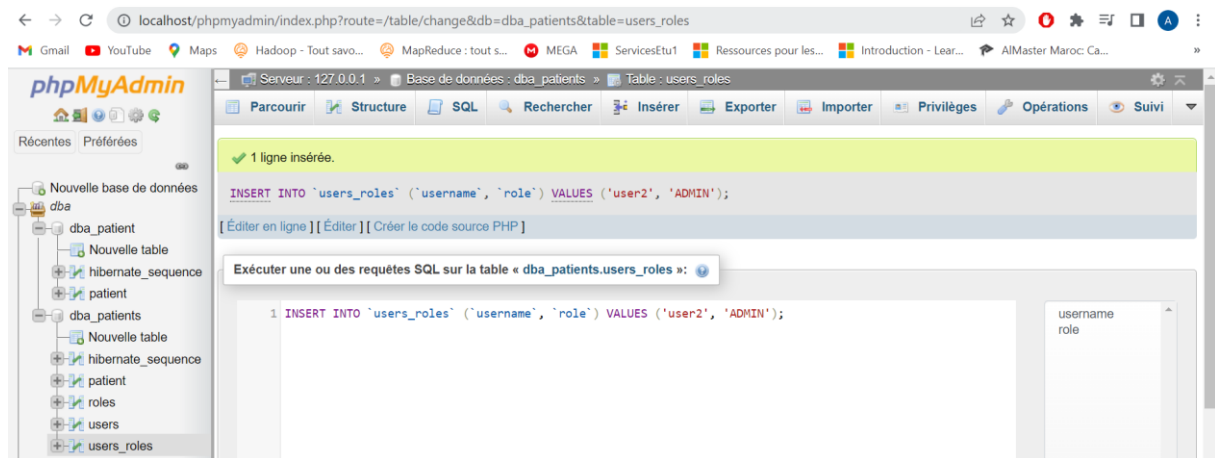 localhost/phpmyadmin/index.php?route=/table/change&db=dba_patients&table=users_roles
A
Gmail YouTube Maps Hadoop - Tout savo... MapReduce : tout s... MEGA ServicesEtu1 Ressources pour les... Introduction - Lear... AlMaster Maroc: Ca... »
phpMyAdmin
Récentes Préférées
Nouvelle base de données
dba
dba_patient
Nouvelle table
hibernate_sequence
patient
dba_patients
Nouvelle table
hibernate_sequence
patient
roles
users
users_roles
Serveur : 127.0.0.1 » Base de données : dba_patients » Table : users_roles
Parcourir Structure SQL Rechercher Insérer Exporter Importer Privilèges Opérations Suivi
1 ligne insérée.
INSERT INTO `users_roles` (`username`, `role`) VALUES ('user2', 'ADMIN');
[ Éditer en ligne ] [ Éditer ] [ Créer le code source PHP ]
Exécuter une ou des requêtes SQL sur la table « dba_patients.users_roles »:
1 INSERT INTO `users_roles` (`username`, `role`) VALUES ('user2', 'ADMIN');
username
role